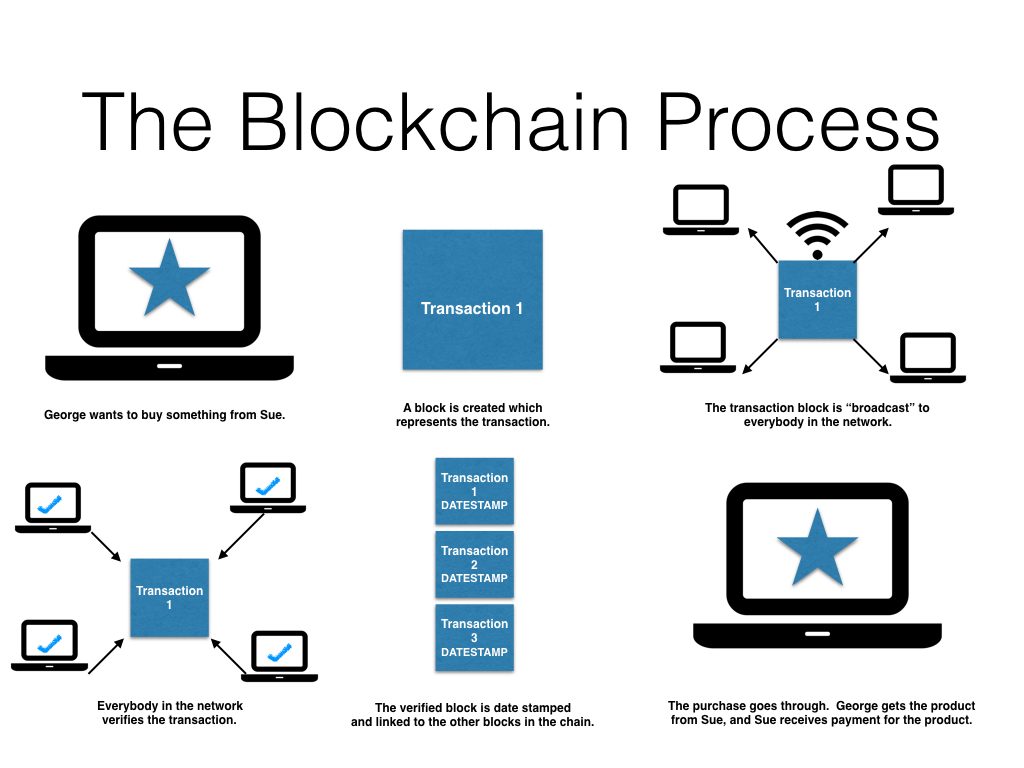 The Blockchain Process
Transaction 1
Transaction
1
George wants to buy something from Sue.
A block is created which
represents the transaction.
The transaction block is “broadcast” to
everybody in the network.
Transaction
1
Transaction
1
DATESTAMP
Transaction
2
DATESTAMP
Transaction
3
DATESTAMP
Everybody in the network
verifies the transaction.
The verified block is date stamped
and linked to the other blocks in the chain.
The purchase goes through.  George gets the product
from Sue, and Sue receives payment for the product.